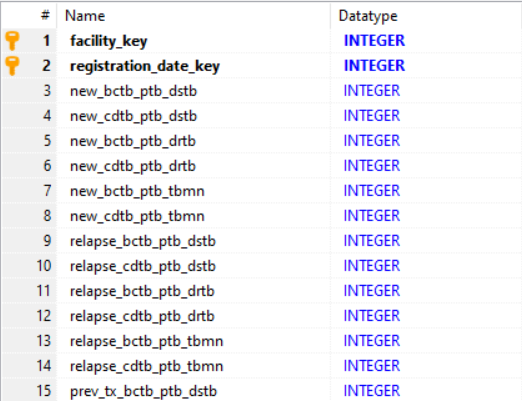 # Name Datatype
1 facility_key INTEGER
2 registration_date_key INTEGER
3 new_bctb_ptb_dstb INTEGER
4 new_cdtb_ptb_dstb INTEGER
5 new_bctb_ptb_drtb INTEGER
6 new_cdtb_ptb_drtb INTEGER
7 new_bctb_ptb_tbmn INTEGER
8 new_cdtb_ptb_tbmn INTEGER
9 relapse_bctb_ptb_dstb INTEGER
10 relapse_cdtb_ptb_dstb INTEGER
11 relapse_bctb_ptb_drtb INTEGER
12 relapse_cdtb_ptb_drtb INTEGER
13 relapse_bctb_ptb_tbmn INTEGER
14 relapse_cdtb_ptb_tbmn INTEGER
15 prev_tx_bctb_ptb_dstb INTEGER